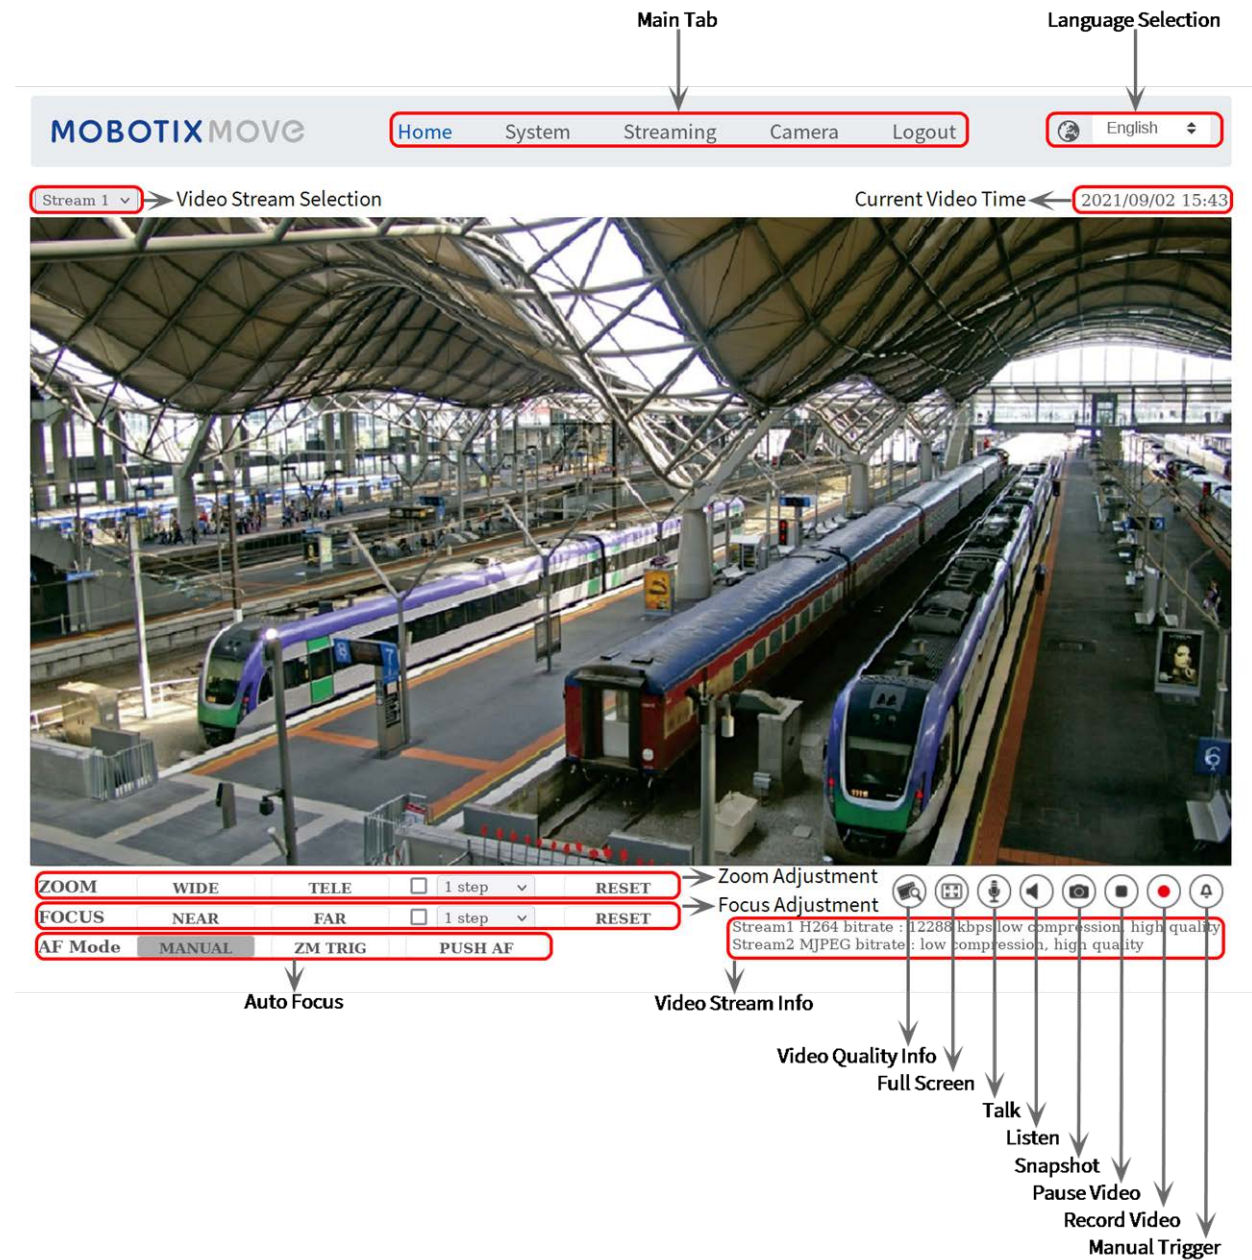 Main Tab Language Selection
MOBOTIX MOVE Home System Streaming Camera Logout English
Stream 1 Video Stream Selection Current Video Time 2021/09/02 15:43
8 7
6
ZOOM WIDE TELE 1 step RESET Zoom Adjustment
FOCUS NEAR FAR 1 step RESET Focus Adjustment
Stream1 H264 bitrate : 12288 kbps low compression, high quality
AF Mode MANUAL ZM TRIG PUSH AF Stream2 MJPEG bitrate : low compression, high quality
Auto Focus Video Stream Info
Video Quality Info
Full Screen
Talk
Listen
Snapshot
Pause Video
Record Video
Manual Trigger